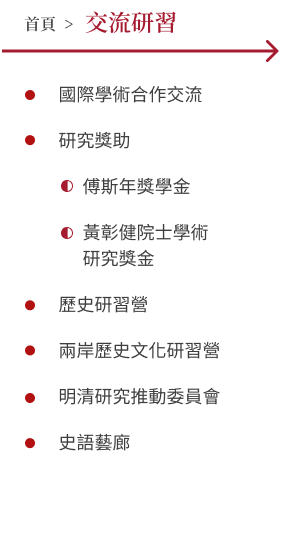 首頁 > 交流研習
國際學術合作交流
研究獎助
傅斯年獎學金
黃彰健院士學術
研究獎金
歷史研習營
兩岸歷史文化研習營
明清研究推動委員會
史語藝廊